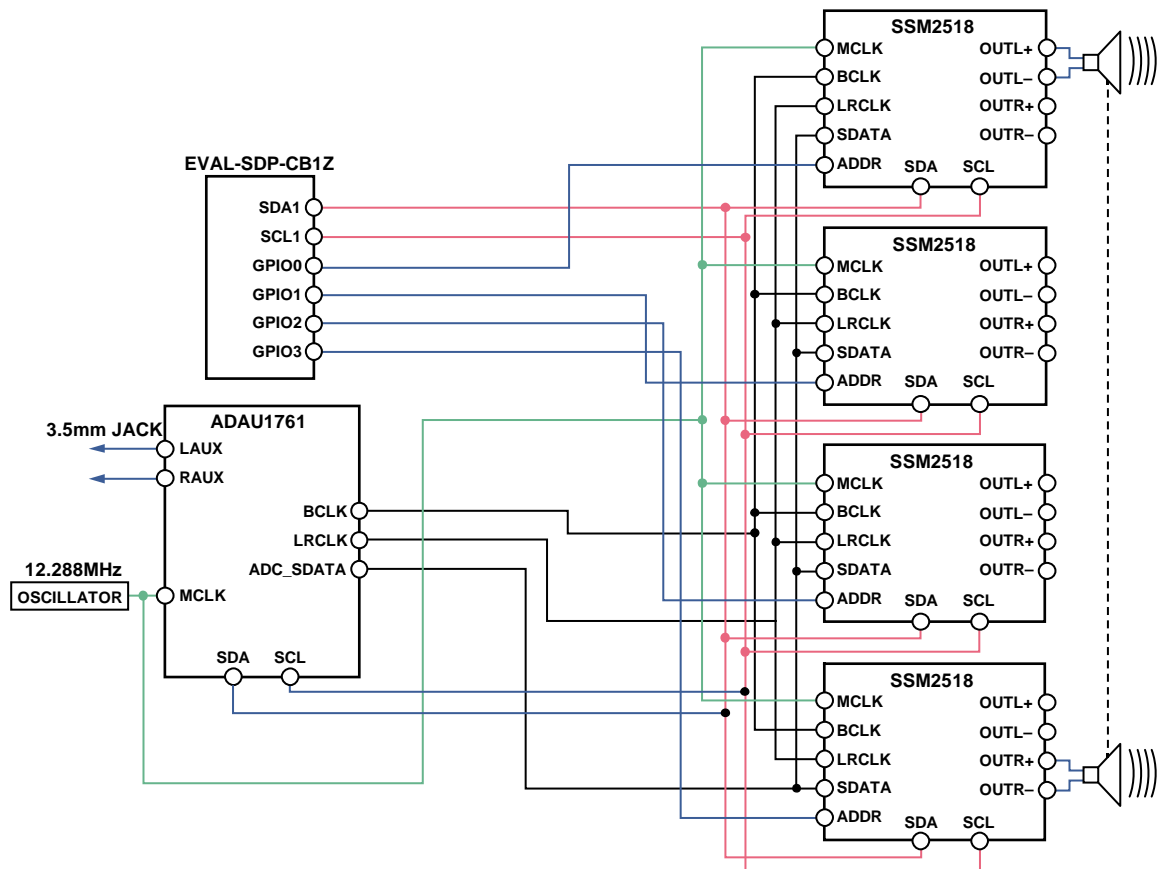 EVAL-SDP-CB1Z
SDA1
SCL1
GPIO0
GPIO1
GPIO2
GPIO3
3.5mm JACK
ADAU1761
LAUX
RAUX
BCLK
LRCLK
ADC_SDATA
12.288MHz
OSCILLATOR
MCLK
SDA SCL
SSM2518
MCLK OUTL+
BCLK OUTL–
LRCLK OUTR+
SDATA OUTR–
ADDR SDA SCL
SSM2518
MCLK OUTL+
BCLK OUTL–
LRCLK OUTR+
SDATA OUTR–
ADDR SDA SCL
SSM2518
MCLK OUTL+
BCLK OUTL–
LRCLK OUTR+
SDATA OUTR–
ADDR SDA SCL
SSM2518
MCLK OUTL+
BCLK OUTL–
LRCLK OUTR+
SDATA OUTR–
ADDR SDA SCL